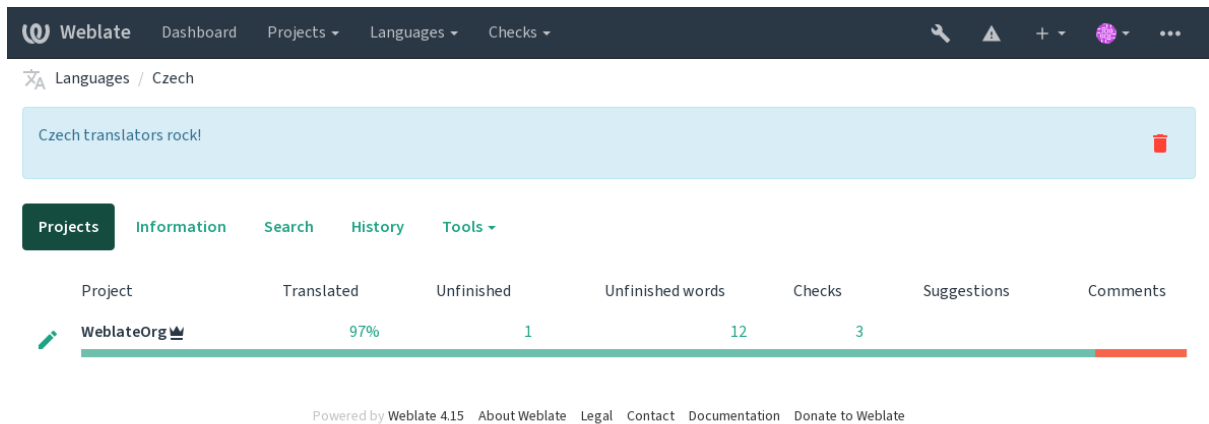 Weblate Dashboard Projects Languages Checks
Languages / Czech
Czech translators rock!
Projects Information Search History Tools
Project Translated Unfinished Unfinished words Checks Suggestions Comments
WeblateOrg 97% 1 12 3
Powered by Weblate 4.15 About Weblate Legal Contact Documentation Donate to Weblate